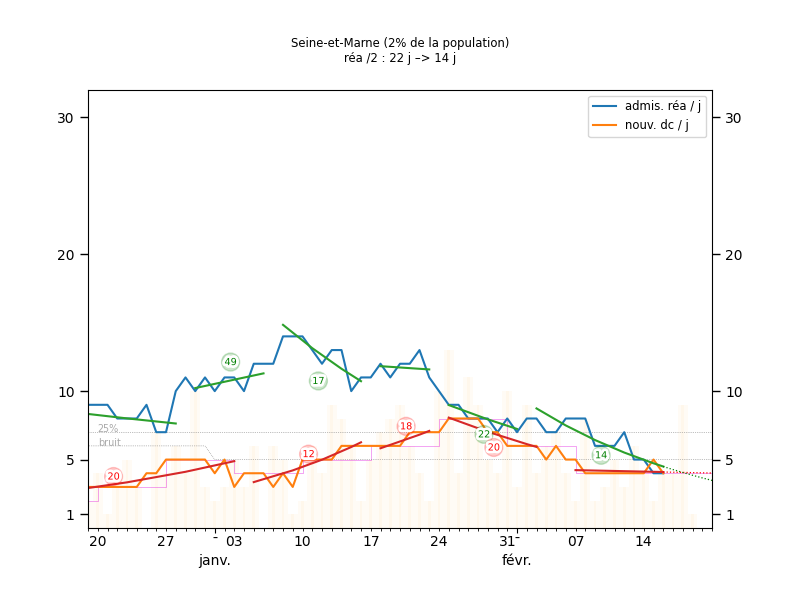 Seine-et-Marne (2% de la population)
réa /2 : 22 j –> 14 j
admis. réa / j
nouv. dc / j
30 30
20 20
10 10
5 5
1 1
25%
bruit
20
49
17
12
18
22
20
14
20 27 03 10 17 24 31 07 14
janv. févr.